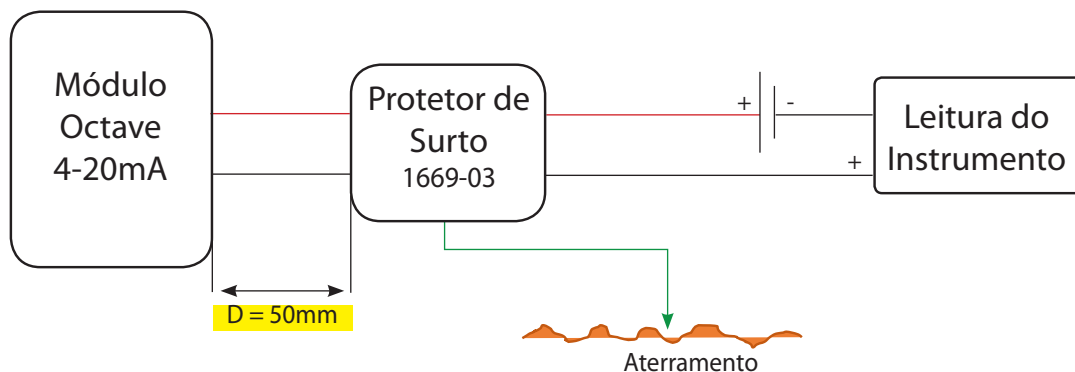 Módulo
Octave
4-20mA
Protetor de
Surto
1669-03
+
-
+
Leitura do
Instrumento
D = 50mm
Aterramento